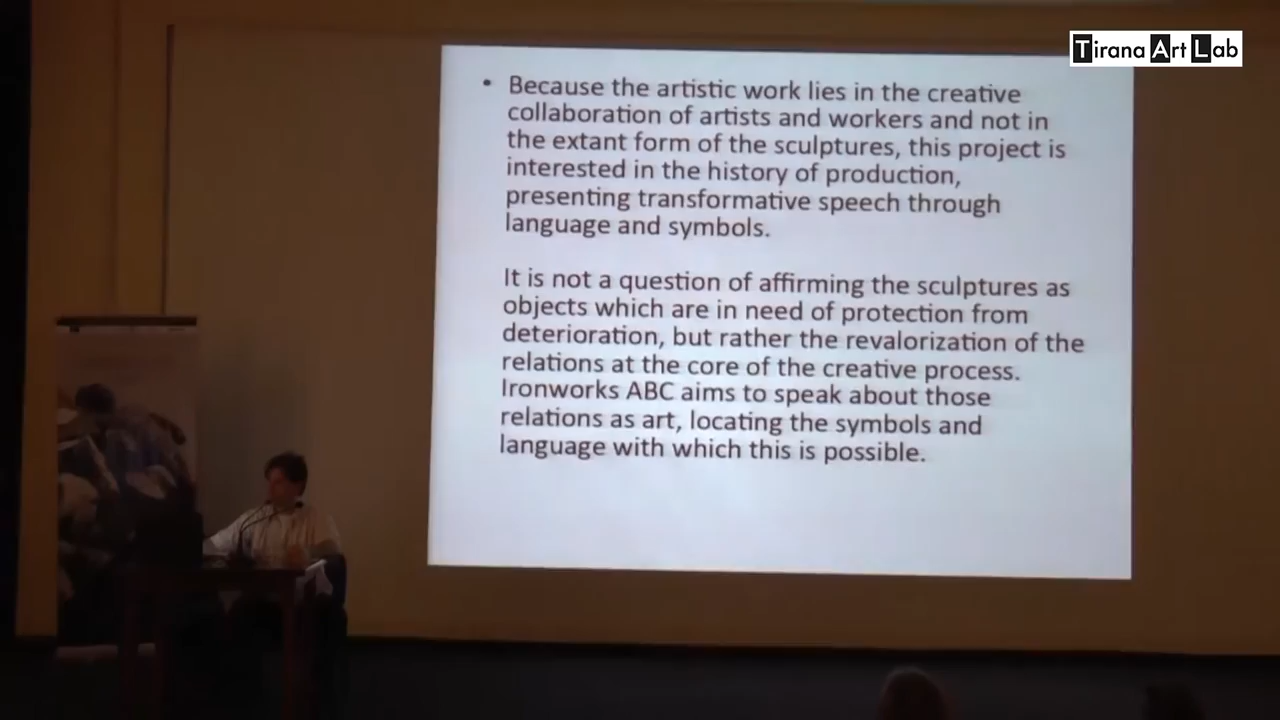 Tirana Art Lab
• Because the artistic work lies in the creative
collaboration of artists and workers and not in
the extant form of the sculptures, this project is
interested in the history of production,
presenting transformative speech through
language and symbols.
It is not a question of affirming the sculptures as
objects which are in need of protection from
deterioration, but rather the revalorization of the
relations at the core of the creative process.
Ironworks ABC aims to speak about those
relations as art, locating the symbols and
language with which this is possible.